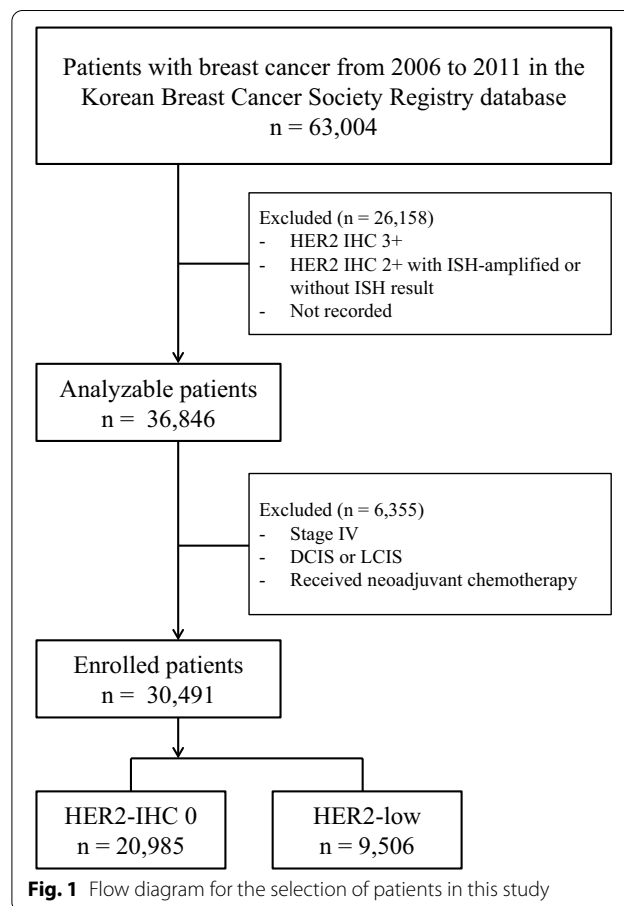 Patients with breast cancer from 2006 to 2011 in the
Korean Breast Cancer Society Registry database
n = 63,004
Excluded (n = 26,158)
- HER2 IHC 3+
- HER2 IHC 2+ with ISH-amplified or
without ISH result
- Not recorded
Analyzable patients
n = 36,846
Excluded (n = 6,355)
- Stage IV
- DCIS or LCIS
- Received neoadjuvant chemotherapy
Enrolled patients
n = 30,491
HER2-IHC 0
n = 20,985
HER2-low
n = 9,506
Fig. 1 Flow diagram for the selection of patients in this study